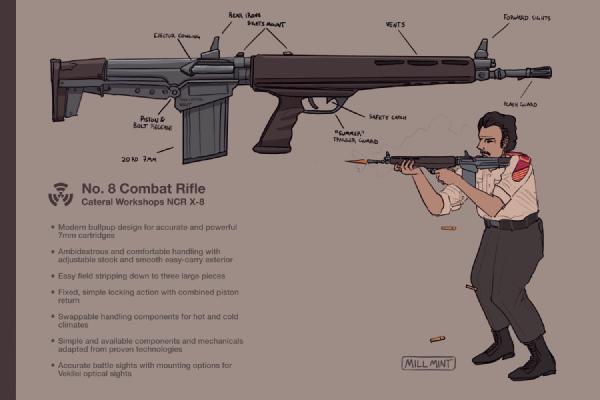 REAR IRONS
SIGHTS MOUNT
EJECTOR COWLING
VENTS
FORWARD SIGHTS
FLASH GUARD
SAFETY CATCH
"SUMMER"
TRIGGER GUARD
PISTON &
BOLT RELEASE
20 RD 7MM
No. 8 Combat Rifle
Cateral Workshops NCR X-8
Modern bullpup design for accurate and powerful
7mm cartridges
Ambidextrous and comfortable handling with
adjustable stock and smooth easy-carry exterior
Easy field stripping down to three large pieces
Fixed, simple locking action with combined piston
return
Swappable handling components for hot and cold
climates
Simple and available components and mechanicals
adapted from proven technologies
Accurate battle sights with mounting options for
Vekllei optical sights
MILLMINT